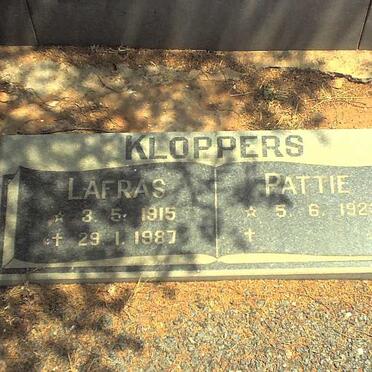 KLOPPERS
LAFRAS
☆ 3. 5. 1915
✝ 29. 1. 1987
PATTIE
☆ 5. 6.
✝